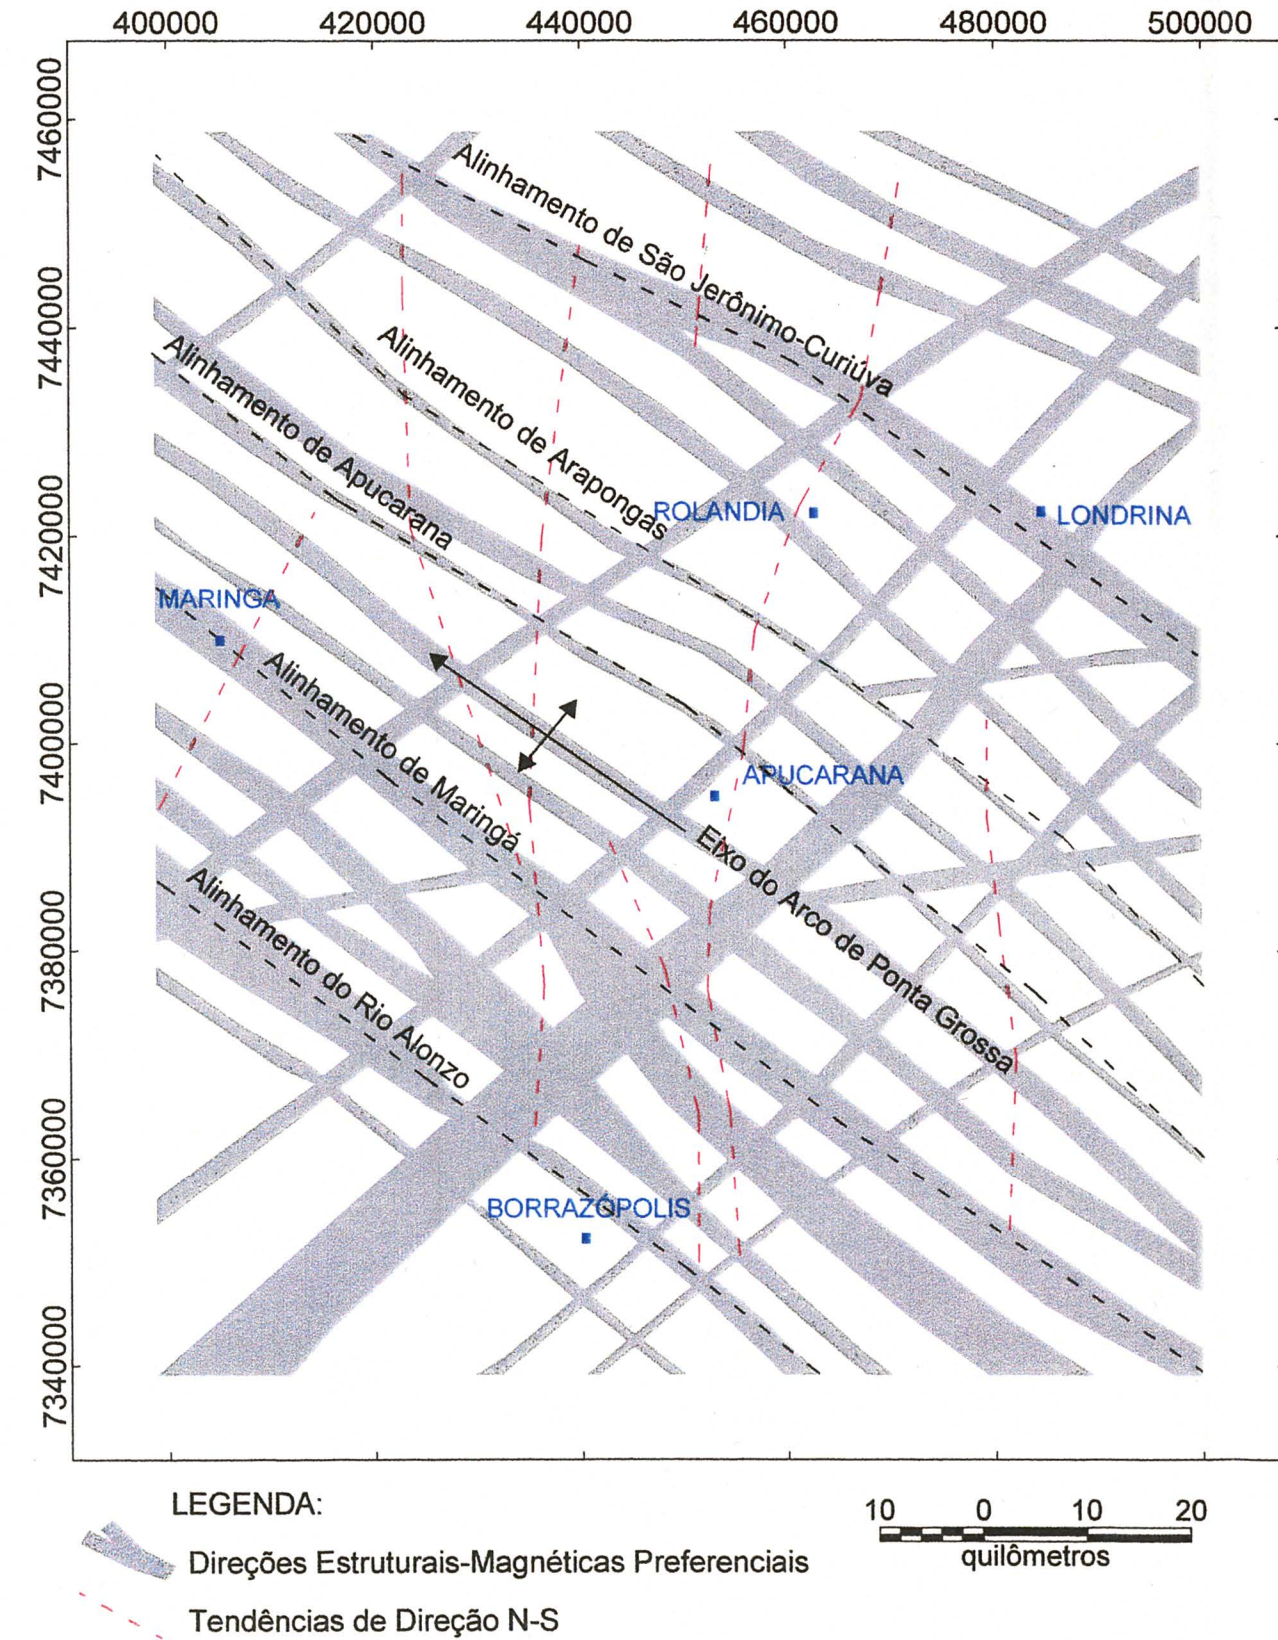 400000 420000 440000 460000 480000 500000
7460000
7440000
7420000
7400000
7380000
7360000
7340000
Alinhamento de São Jerônimo-Curiúva
Alinhamento de Arapongas
Alinhamento de Apucarana
ROLANDIA
LONDRINA
MARINGA
Alinhamento de Maringá
APUCARANA
Eixo do Arco de Ponta Grossa
Alinhamento do Rio Alonzo
BORRAZÓPOLIS
LEGENDA:
Direções Estruturais-Magnéticas Preferenciais
Tendências de Direção N-S
10 0 10 20
quilômetros